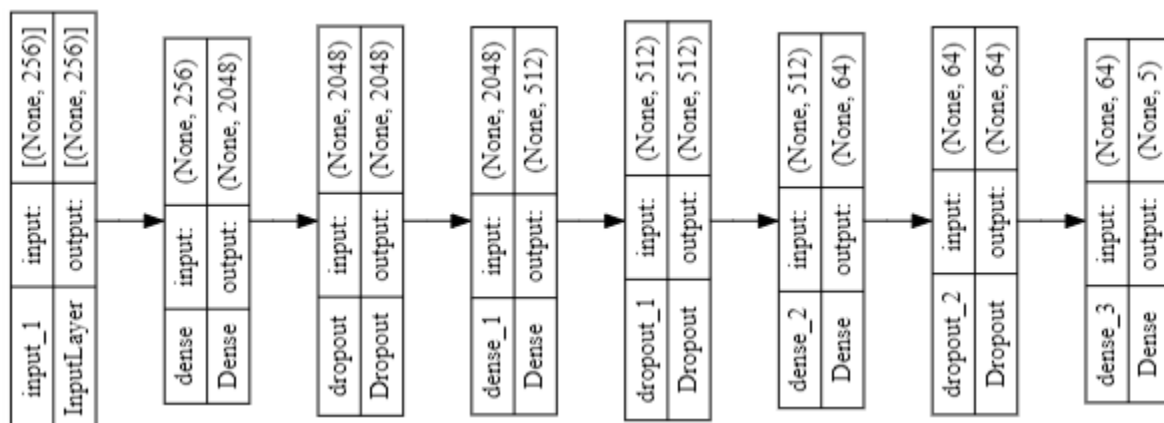 input_1 input: [(None, 256)]
InputLayer output: [(None, 256)]
dense input: (None, 256)
Dense output: (None, 2048)
dropout input: (None, 2048)
Dropout output: (None, 2048)
dense_1 input: (None, 2048)
Dense output: (None, 512)
dropout_1 input: (None, 512)
Dropout output: (None, 512)
dense_2 input: (None, 512)
Dense output: (None, 64)
dropout_2 input: (None, 64)
Dropout output: (None, 64)
dense_3 input: (None, 64)
Dense output: (None, 5)